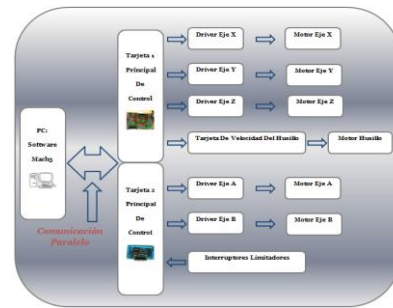 PC:
Software
Mach3
Comunicación
Paralelo
Tarjeta 1
Principal
De
Control
Tarjeta 2
Principal
De
Control
Driver Eje X
Motor Eje X
Driver Eje Y
Motor Eje Y
Driver Eje Z
Motor Eje Z
Tarjeta De Velocidad Del Husillo
Motor Husillo
Driver Eje A
Motor Eje A
Driver Eje B
Motor Eje B
Interruptores Limitadores